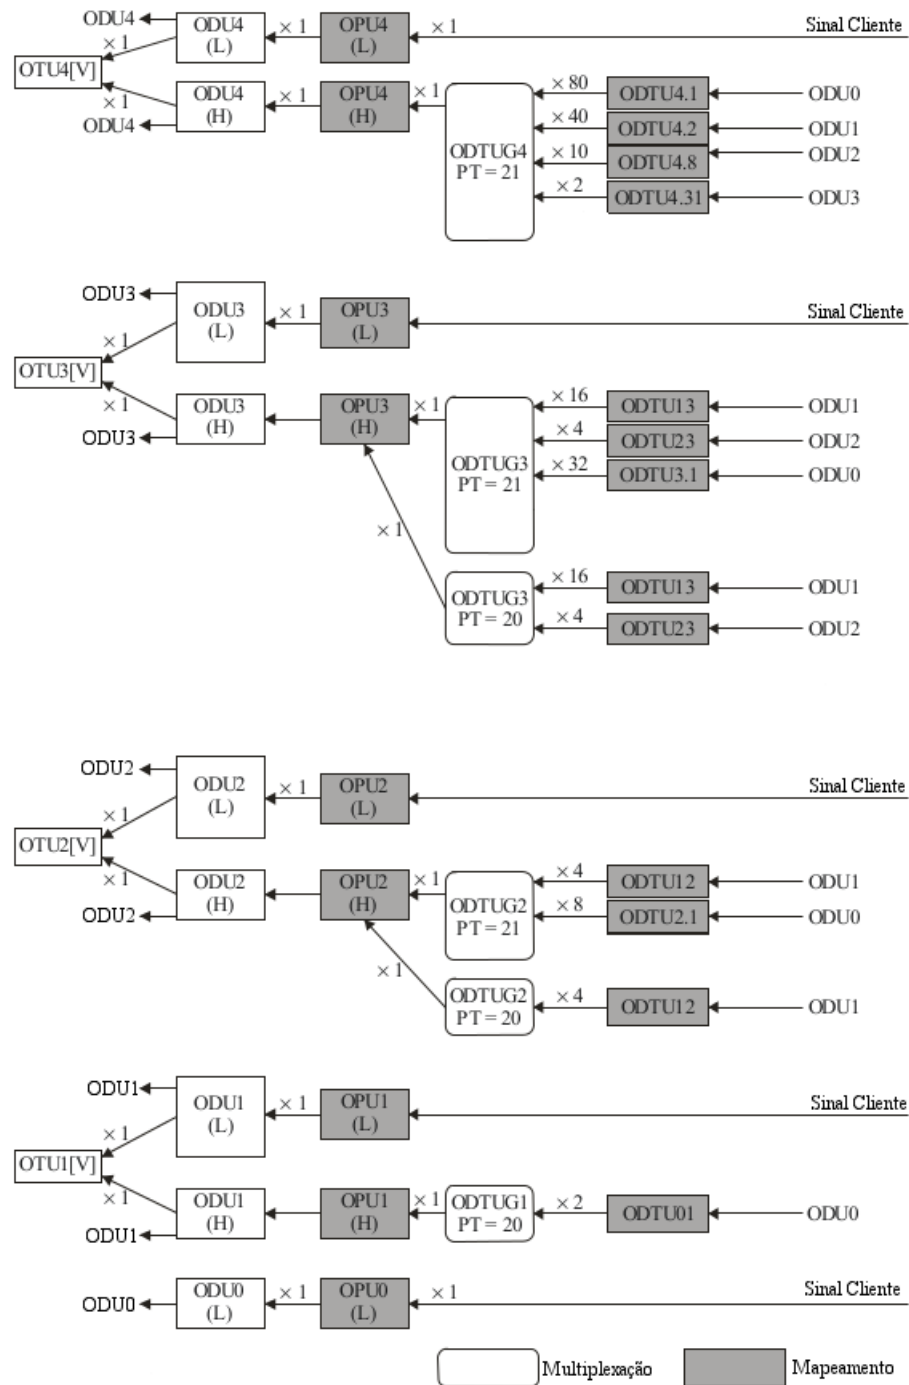 ODU4 ODU4 (L) × 1 OPU4 (L) × 1 Sinal Cliente
× 1
OTU4[V]
× 1
ODU4 ODU4 (H) × 1 OPU4 (H) × 1 ODTUG4 PT = 21
× 80 ODTU4.1 ODU0
× 40 ODTU4.2 ODU1
× 10 ODTU4.8 ODU2
× 2 ODTU4.31 ODU3
ODU3 ODU3 (L) × 1 OPU3 (L) Sinal Cliente
× 1
OTU3[V]
× 1
ODU3 ODU3 (H) OPU3 (H) × 1 ODTUG3 PT = 21
× 16 ODTU13 ODU1
× 4 ODTU23 ODU2
× 32 ODTU3.1 ODU0
× 1 ODTUG3 PT = 20
× 16 ODTU13 ODU1
× 4 ODTU23 ODU2
ODU2 ODU2 (L) × 1 OPU2 (L) Sinal Cliente
× 1
OTU2[V]
× 1
ODU2 ODU2 (H) OPU2 (H) × 1 ODTUG2 PT = 21
× 4 ODTU12 ODU1
× 8 ODTU2.1 ODU0
× 1 ODTUG2 PT = 20
× 4 ODTU12 ODU1
ODU1 ODU1 (L) × 1 OPU1 (L) Sinal Cliente
× 1
OTU1[V]
× 1
ODU1 ODU1 (H) OPU1 (H) × 1 ODTUG1 PT = 20
× 2 ODTU01 ODU0
ODU0 ODU0 (L) × 1 OPU0 (L) × 1 Sinal Cliente
Multiplexação Mapeamento